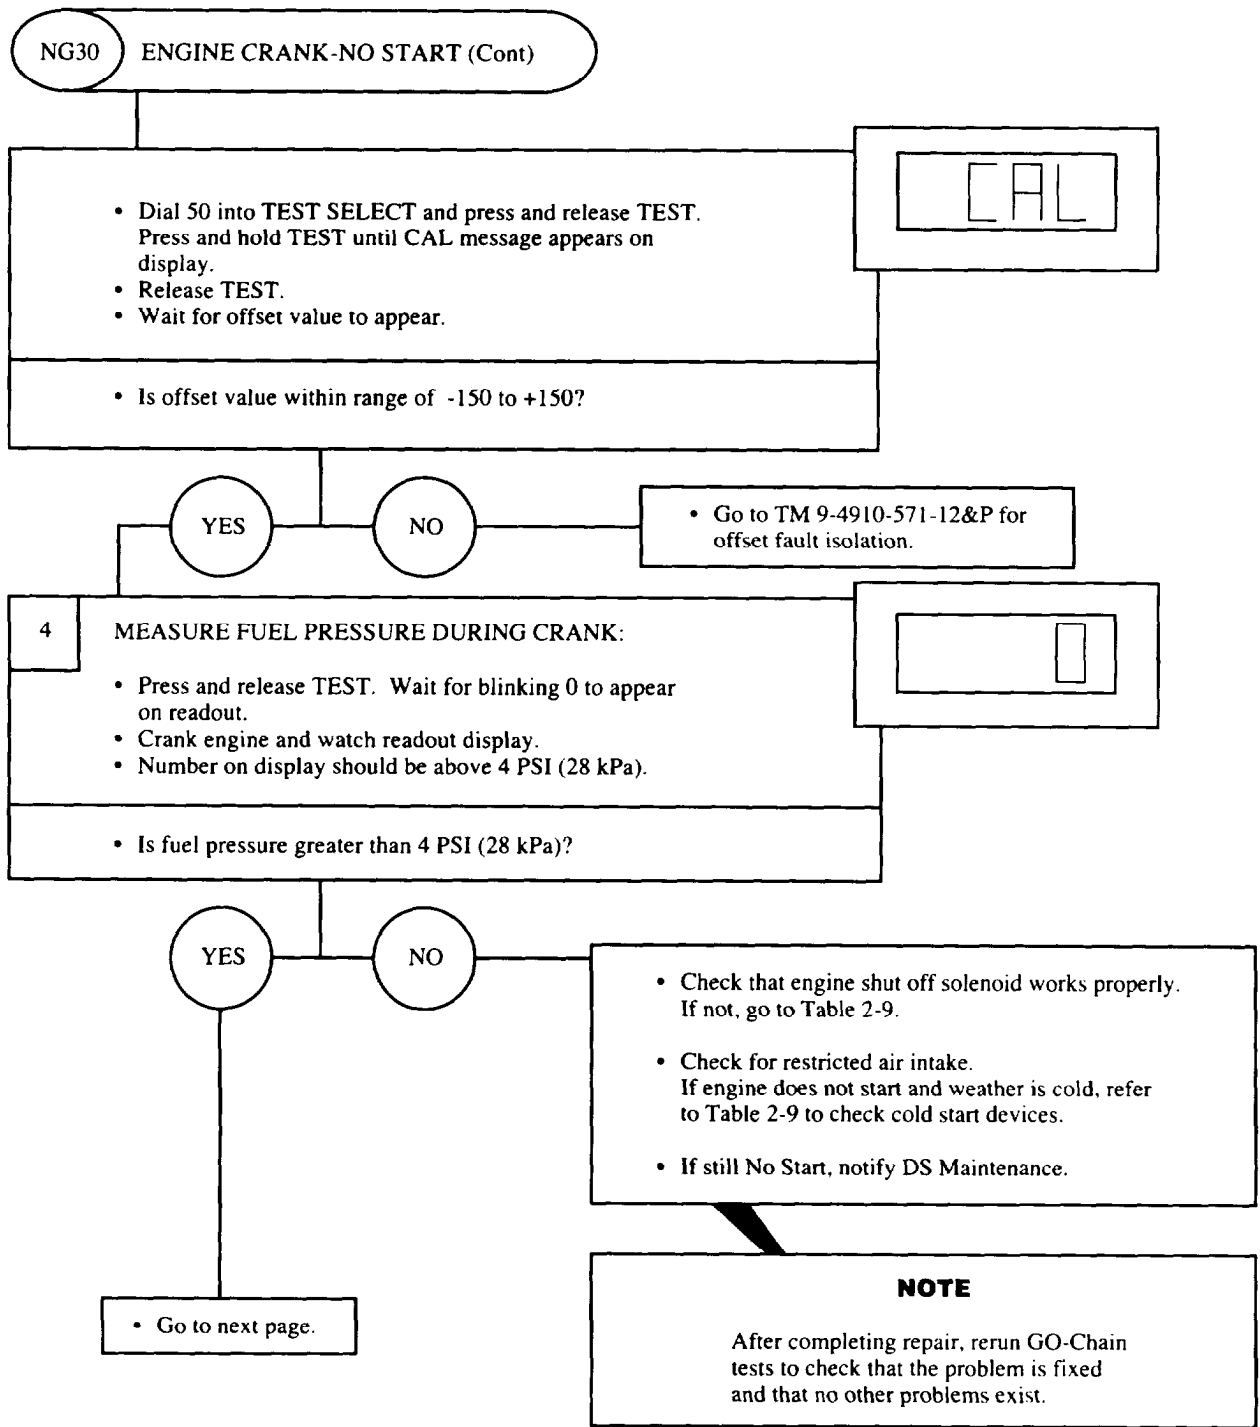 NG30 ENGINE CRANK-NO START (Cont)
CAL
• Dial 50 into TEST SELECT and press and release TEST.
Press and hold TEST until CAL message appears on
display.
• Release TEST.
• Wait for offset value to appear.
• Is offset value within range of -150 to +150?
YES
NO
• Go to TM 9-4910-571-12&P for
offset fault isolation.
4 MEASURE FUEL PRESSURE DURING CRANK:
0
• Press and release TEST. Wait for blinking 0 to appear
on readout.
• Crank engine and watch readout display.
• Number on display should be above 4 PSI (28 kPa).
• Is fuel pressure greater than 4 PSI (28 kPa)?
YES
NO
• Check that engine shut off solenoid works properly.
If not, go to Table 2-9.
• Check for restricted air intake.
If engine does not start and weather is cold, refer
to Table 2-9 to check cold start devices.
• If still No Start, notify DS Maintenance.
• Go to next page.
NOTE
After completing repair, rerun GO-Chain
tests to check that the problem is fixed
and that no other problems exist.